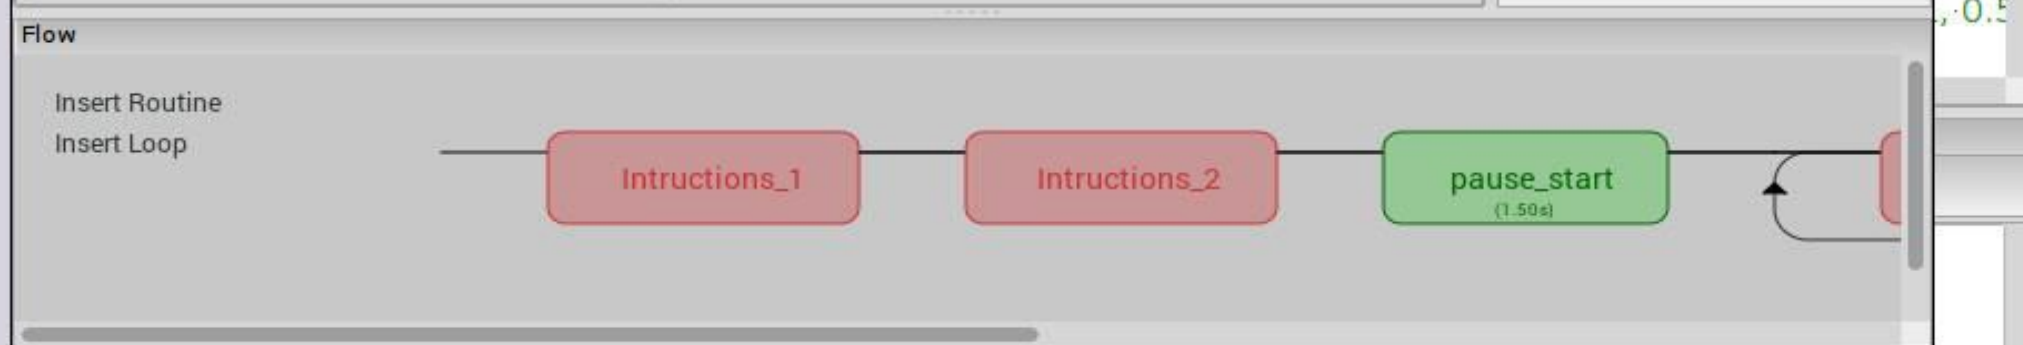 Flow
Insert Routine
Insert Loop
Intructions_1
Intructions_2
pause_start
(1.50s)